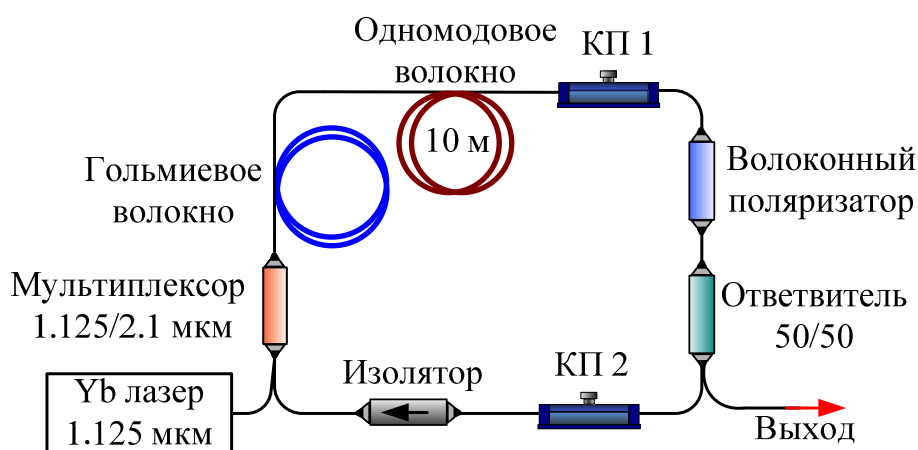 Одномодовое
волокно
КП 1
10 м
Гольмиевое
волокно
Волоконный
поляризатор
Мультиплексор
1.125/2.1 мкм
Ответвитель
50/50
Изолятор
КП 2
Yb лазер
1.125 мкм
Выход